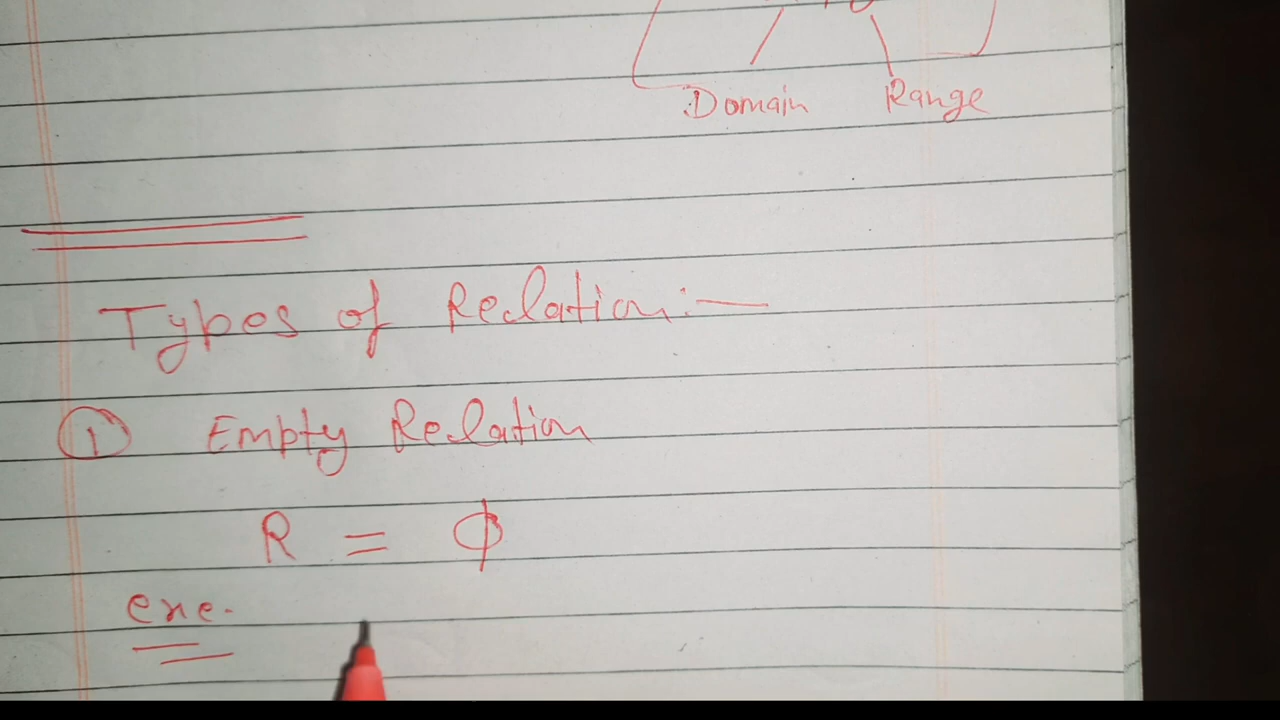 Domain Range
Types of Relation:—
① Empty Relation
R = ϕ
exe.